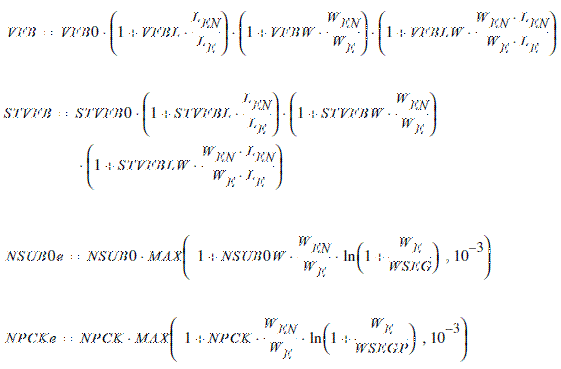 VFB = VFB0 · (1 + VFBL · L_EN / L_E) · (1 + VFBW · W_EN / W_E) · (1 + VFBLW · W_EN · L_EN / W_E · L_E)
STVFB = STVFB0 · (1 + STVFBL · L_EN / L_E) · (1 + STVFBW · W_EN / W_E)
· (1 + STVFBLW · W_EN · L_EN / W_E · L_E)
NSUB0e = NSUB0 · MAX( 1 + NSUB0W · W_EN / W_E · ln(1 + W_E / WSEG) , 10^-3 )
NPCKe = NPCK · MAX( 1 + NPCK · W_EN / W_E · ln(1 + W_E / WSEGP) , 10^-3 )